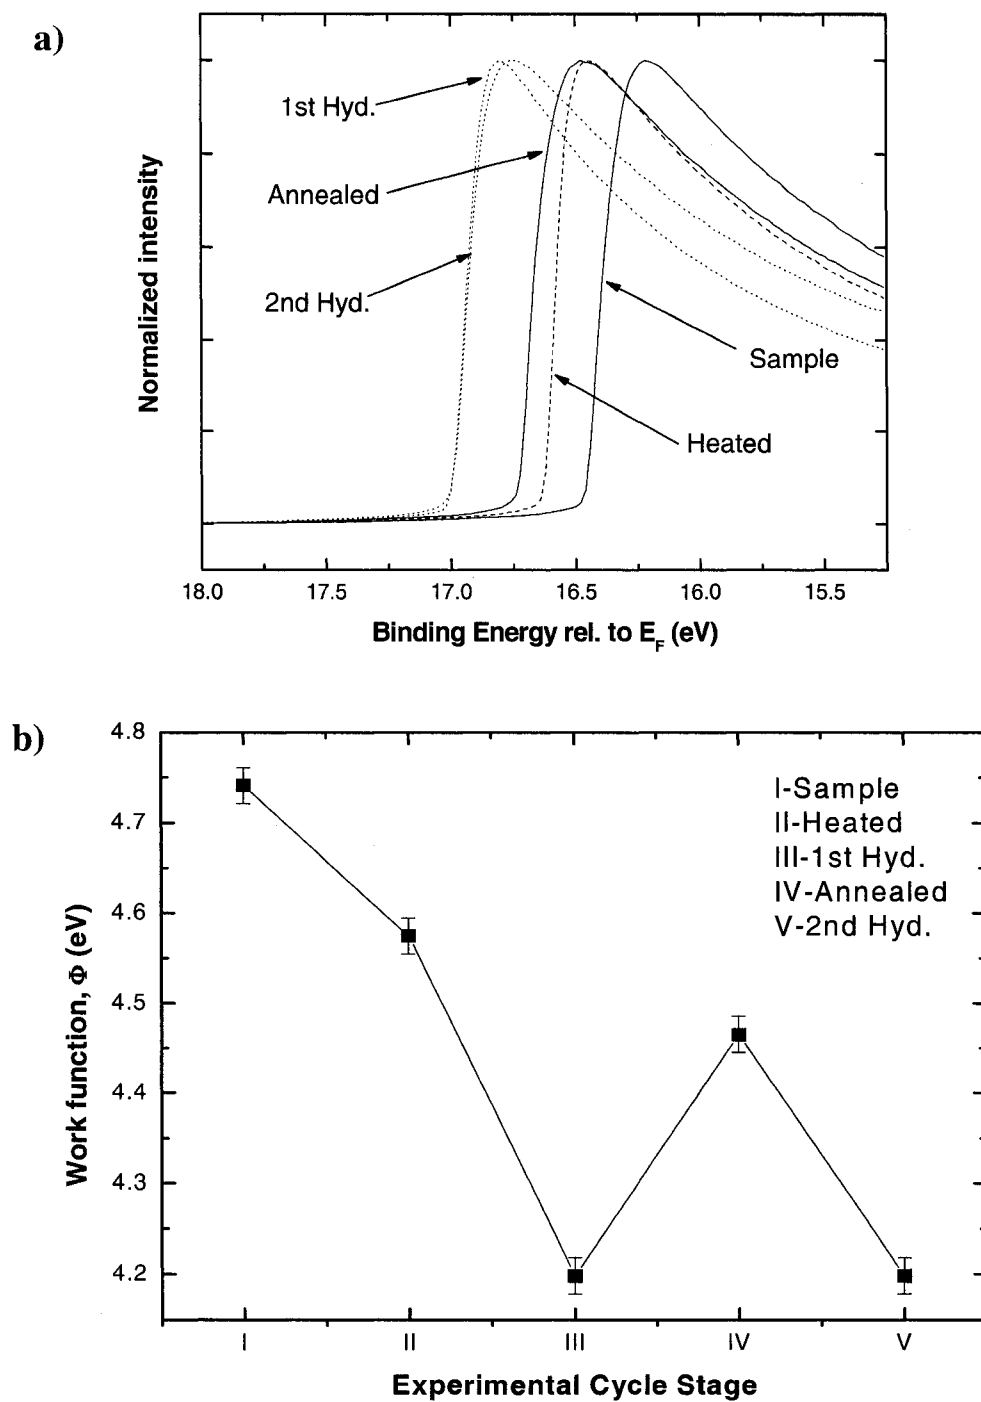 a)
Normalized intensity
1st Hyd.
Annealed
2nd Hyd.
Sample
Heated
18.0 17.5 17.0 16.5 16.0 15.5
Binding Energy rel. to E_F (eV)
b)
Work function, Φ (eV)
4.8
4.7
4.6
4.5
4.4
4.3
4.2
I-Sample
II-Heated
III-1st Hyd.
IV-Annealed
V-2nd Hyd.
I II III IV V
Experimental Cycle Stage